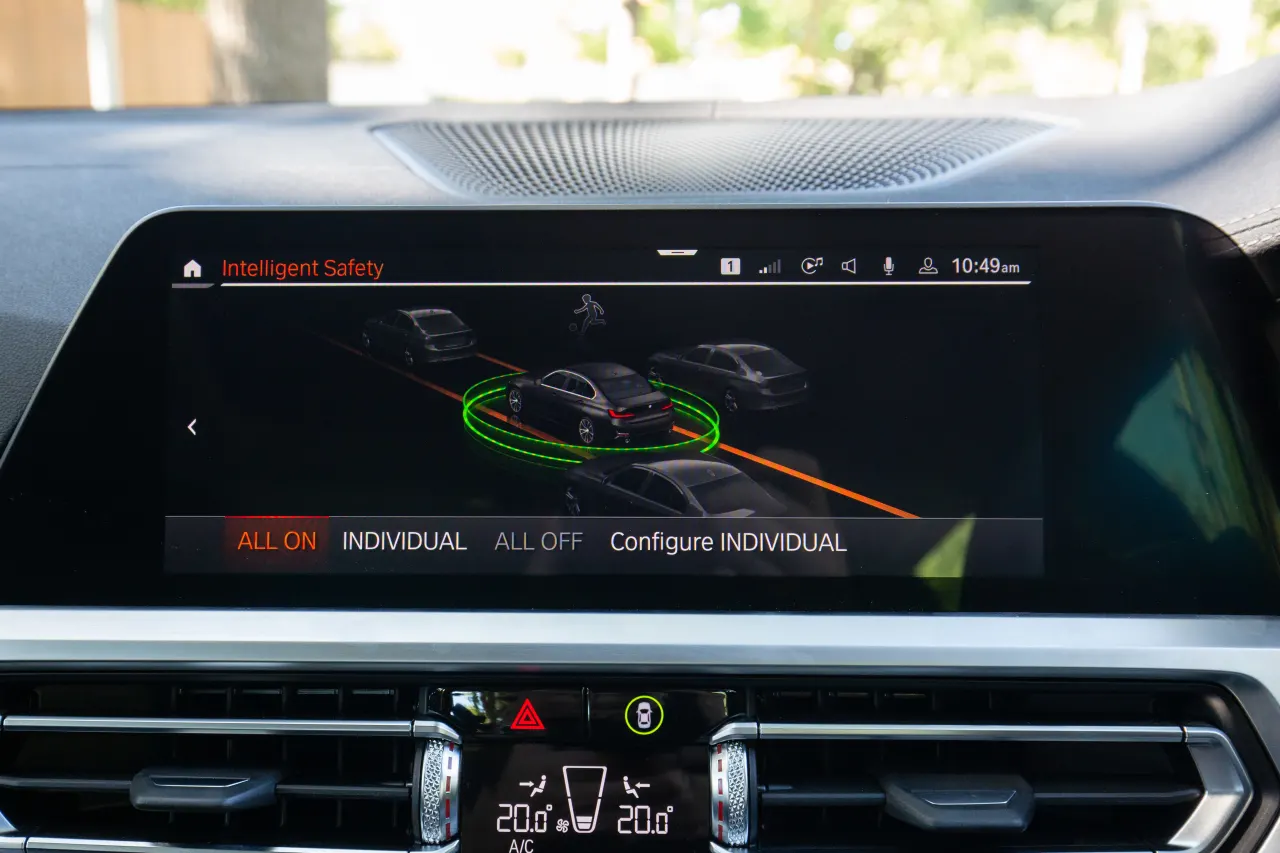 Intelligent Safety 1 10:49am
ALL ON INDIVIDUAL ALL OFF Configure INDIVIDUAL
20.0° 20.0°
A/C